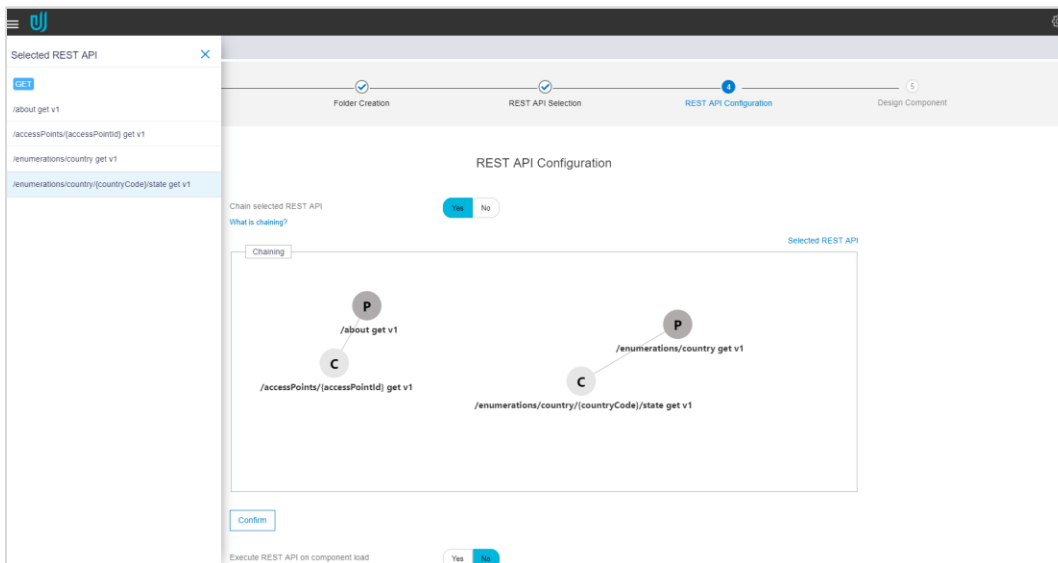 Selected REST API
GET
/about get v1
/accessPoints/{accessPointId} get v1
/enumerations/country get v1
/enumerations/country/{countryCode}/state get v1
Folder Creation
REST API Selection
4
REST API Configuration
5
Design Component
REST API Configuration
Chain selected REST API
Yes No
What is chaining?
Selected REST API
Chaining
P
/about get v1
C
/accessPoints/{accessPointId} get v1
P
/enumerations/country get v1
C
/enumerations/country/{countryCode}/state get v1
Confirm
Execute REST API on component load
Yes No